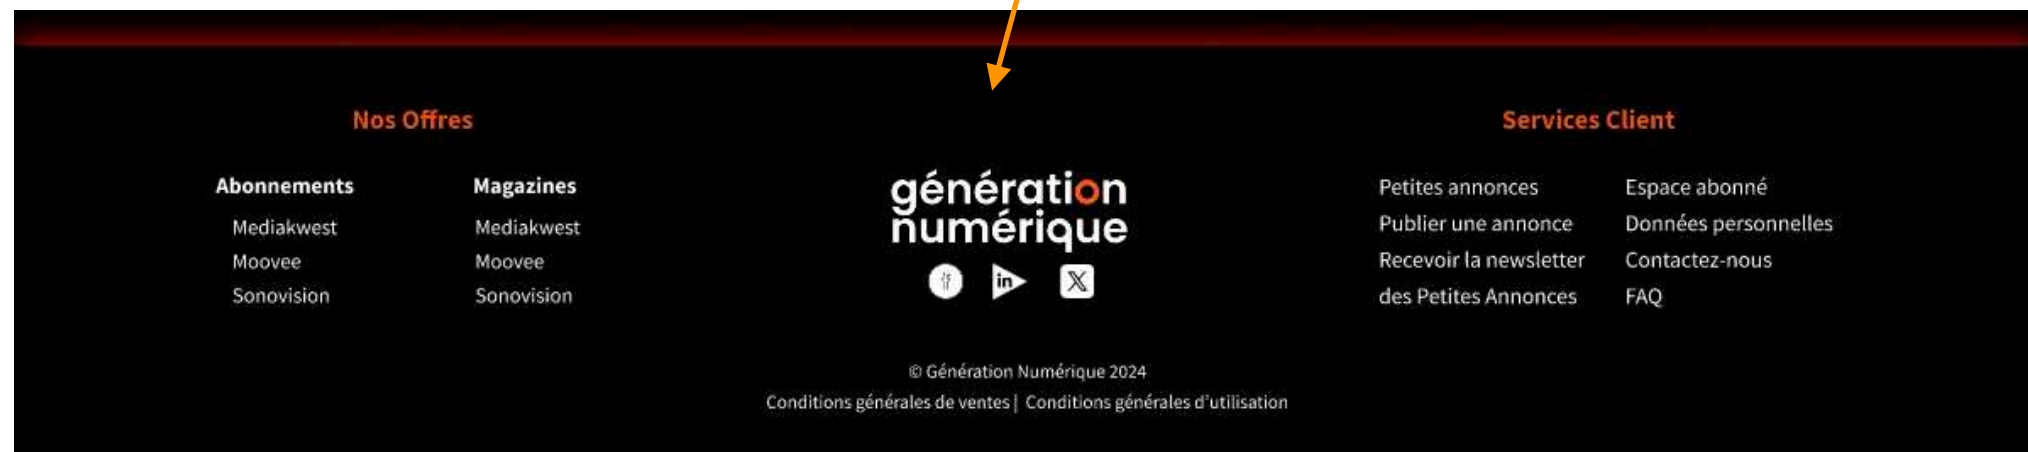 Nos Offres
Abonnements
Mediakwest
Moovee
Sonovision
Magazines
Mediakwest
Moovee
Sonovision
génération
numérique
in
X
© Génération Numérique 2024
Conditions générales de ventes | Conditions générales d'utilisation
Services Client
Petites annonces
Publier une annonce
Recevoir la newsletter
des Petites Annonces
Espace abonné
Données personnelles
Contactez-nous
FAQ